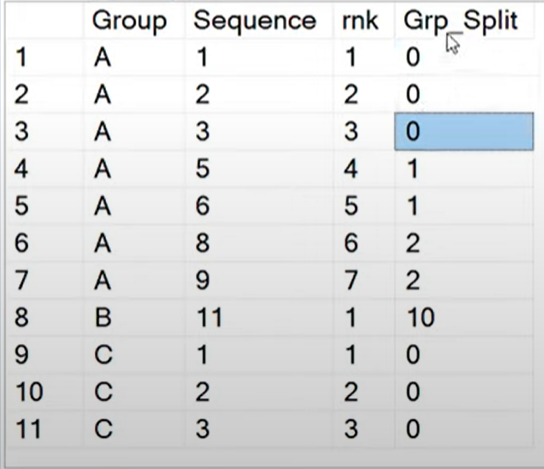 Group Sequence rnk Grp_Split
1 A 1 1 0
2 A 2 2 0
3 A 3 3 0
4 A 5 4 1
5 A 6 5 1
6 A 8 6 2
7 A 9 7 2
8 B 11 1 10
9 C 1 1 0
10 C 2 2 0
11 C 3 3 0